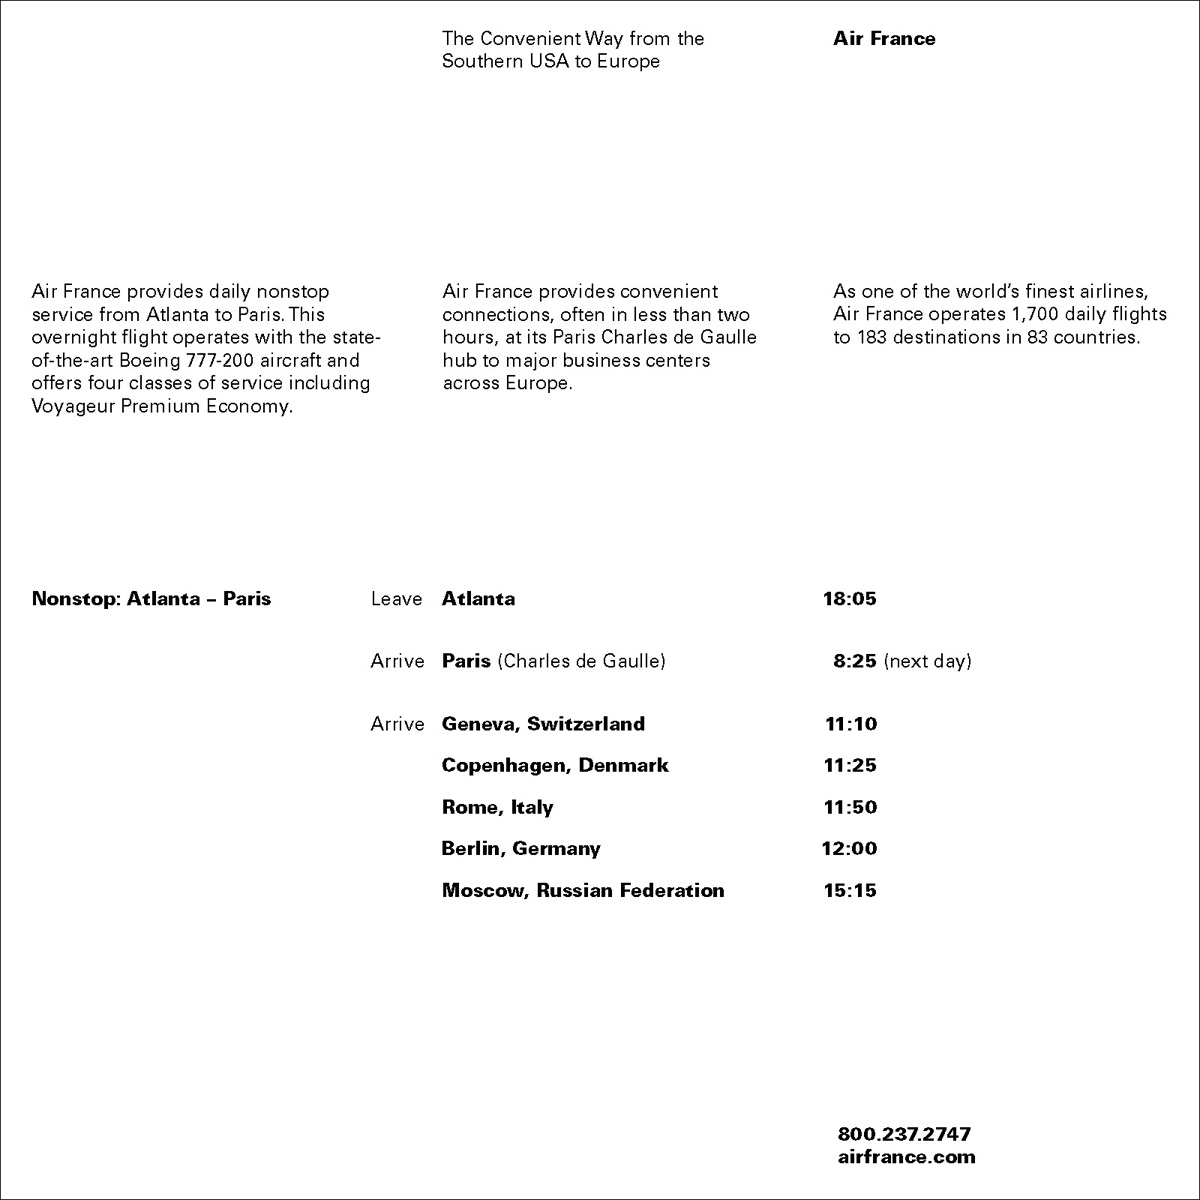 The Convenient Way from the
Southern USA to Europe
Air France
Air France provides daily nonstop
service from Atlanta to Paris. This
overnight flight operates with the state-
of-the-art Boeing 777-200 aircraft and
offers four classes of service including
Voyageur Premium Economy.
Air France provides convenient
connections, often in less than two
hours, at its Paris Charles de Gaulle
hub to major business centers
across Europe.
As one of the world’s finest airlines,
Air France operates 1,700 daily flights
to 183 destinations in 83 countries.
Nonstop: Atlanta – Paris Leave Atlanta 18:05
Arrive Paris (Charles de Gaulle) 8:25 (next day)
Arrive Geneva, Switzerland 11:10
Copenhagen, Denmark 11:25
Rome, Italy 11:50
Berlin, Germany 12:00
Moscow, Russian Federation 15:15
800.237.2747
airfrance.com